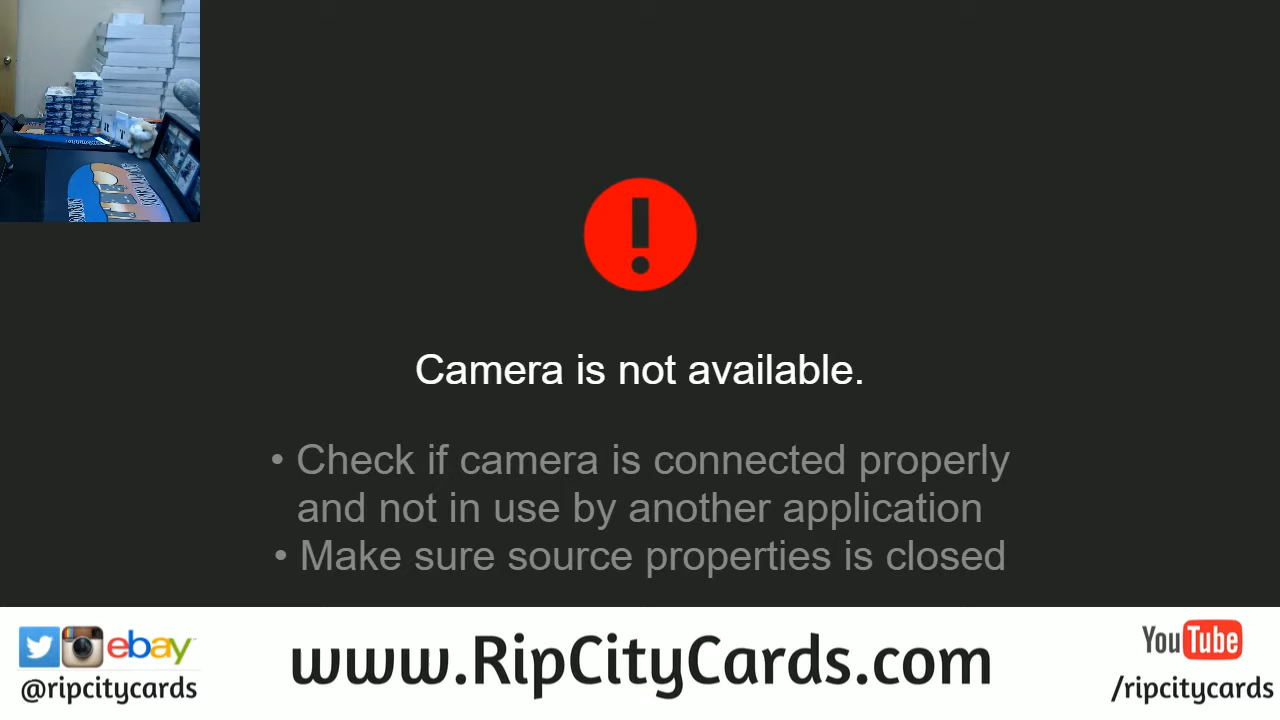 Camera is not available.
• Check if camera is connected properly
and not in use by another application
• Make sure source properties is closed
ebay
@ripcitycards
www.RipCityCards.com
YouTube
/ripcitycards